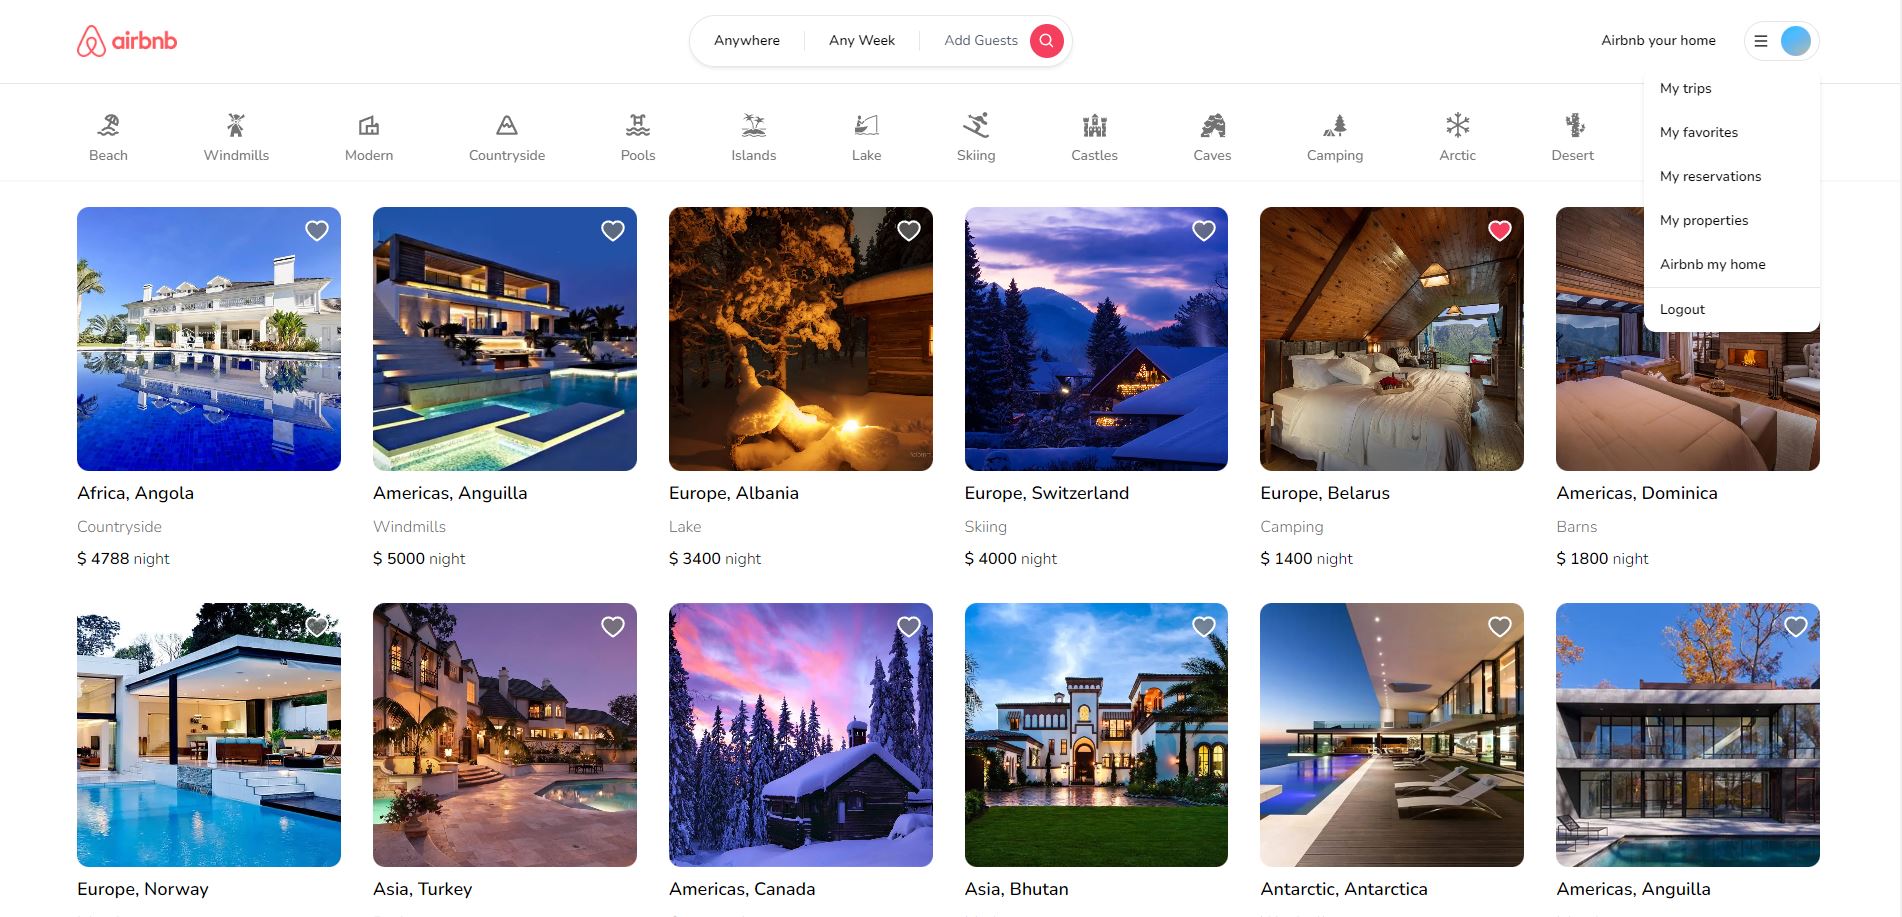 airbnb
Anywhere
Any Week
Add Guests
Airbnb your home
My trips
My favorites
My reservations
My properties
Airbnb my home
Logout
Beach
Windmills
Modern
Countryside
Pools
Islands
Lake
Skiing
Castles
Caves
Camping
Arctic
Desert
Africa, Angola
Countryside
$ 4788 night
Americas, Anguilla
Windmills
$ 5000 night
Europe, Albania
Lake
$ 3400 night
Europe, Switzerland
Skiing
$ 4000 night
Europe, Belarus
Camping
$ 1400 night
Americas, Dominica
Barns
$ 1800 night
Europe, Norway
Asia, Turkey
Americas, Canada
Asia, Bhutan
Antarctic, Antarctica
Americas, Anguilla